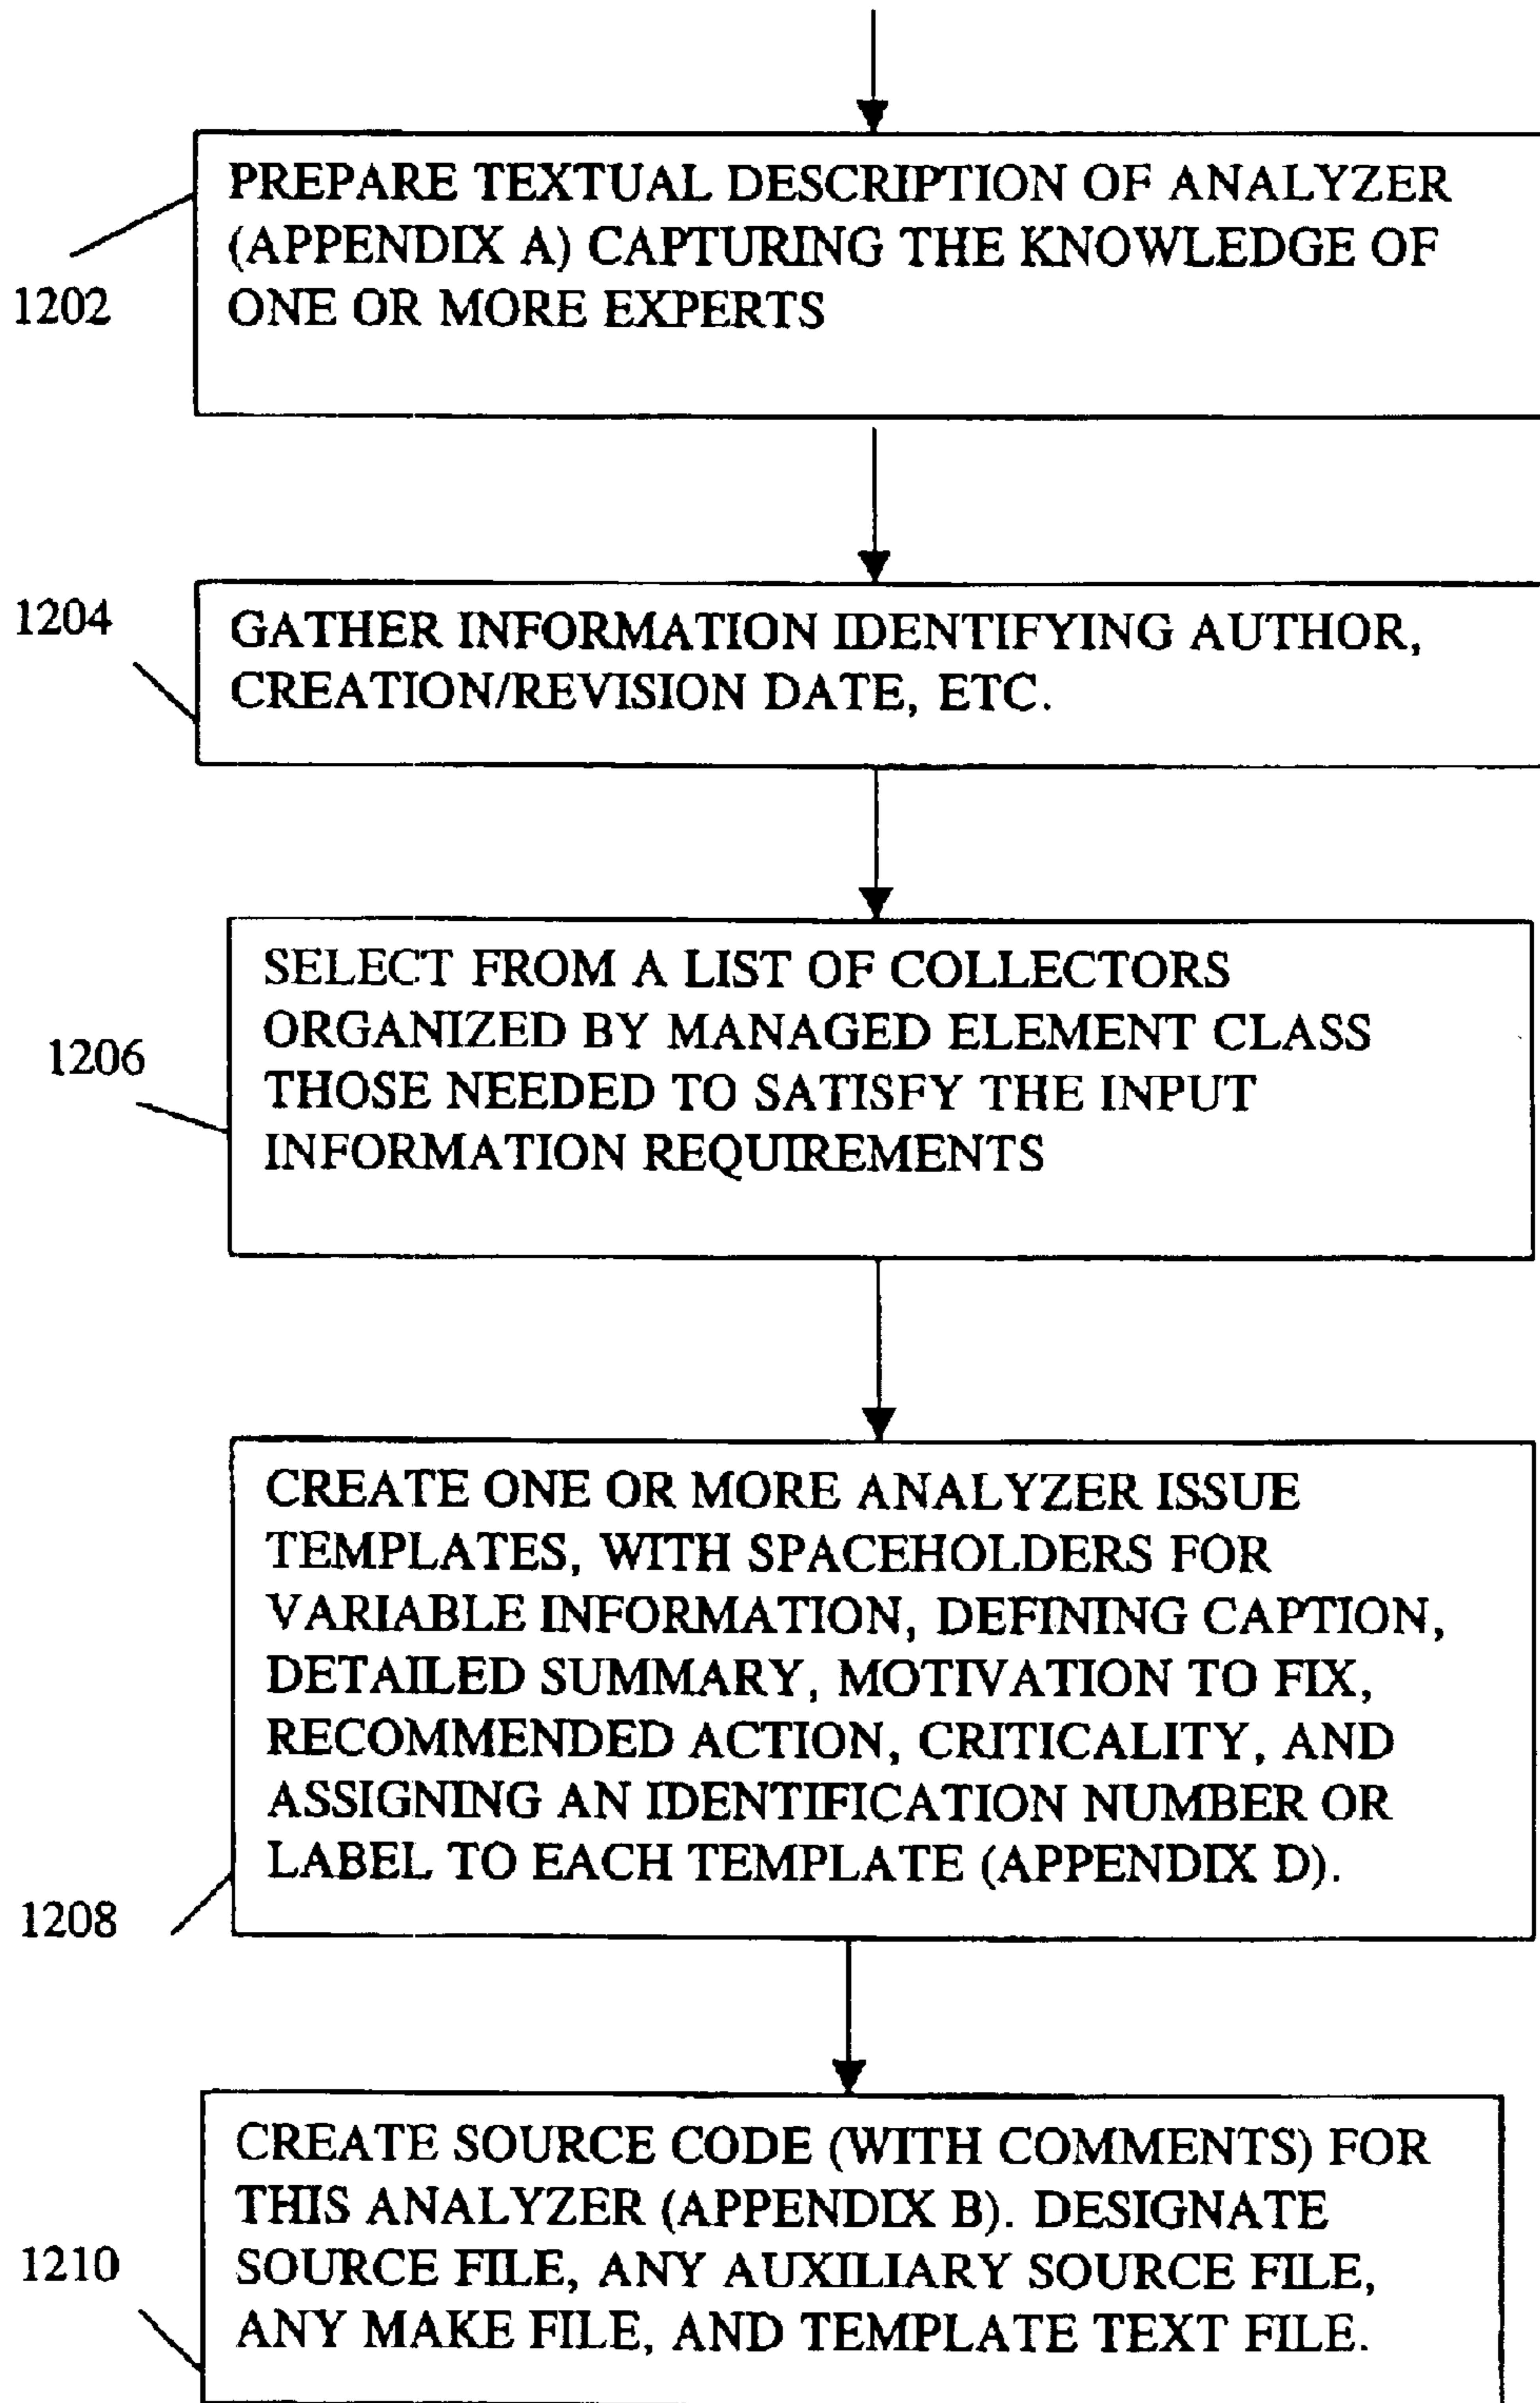 PREPARE TEXTUAL DESCRIPTION OF ANALYZER
(APPENDIX A) CAPTURING THE KNOWLEDGE OF
ONE OR MORE EXPERTS
1202
1204
GATHER INFORMATION IDENTIFYING AUTHOR,
CREATION/REVISION DATE, ETC.
SELECT FROM A LIST OF COLLECTORS
ORGANIZED BY MANAGED ELEMENT CLASS
THOSE NEEDED TO SATISFY THE INPUT
INFORMATION REQUIREMENTS
1206
CREATE ONE OR MORE ANALYZER ISSUE
TEMPLATES, WITH SPACEHOLDERS FOR
VARIABLE INFORMATION, DEFINING CAPTION,
DETAILED SUMMARY, MOTIVATION TO FIX,
RECOMMENDED ACTION, CRITICALITY, AND
ASSIGNING AN IDENTIFICATION NUMBER OR
LABEL TO EACH TEMPLATE (APPENDIX D).
1208
CREATE SOURCE CODE (WITH COMMENTS) FOR
THIS ANALYZER (APPENDIX B). DESIGNATE
SOURCE FILE, ANY AUXILIARY SOURCE FILE,
ANY MAKE FILE, AND TEMPLATE TEXT FILE.
1210